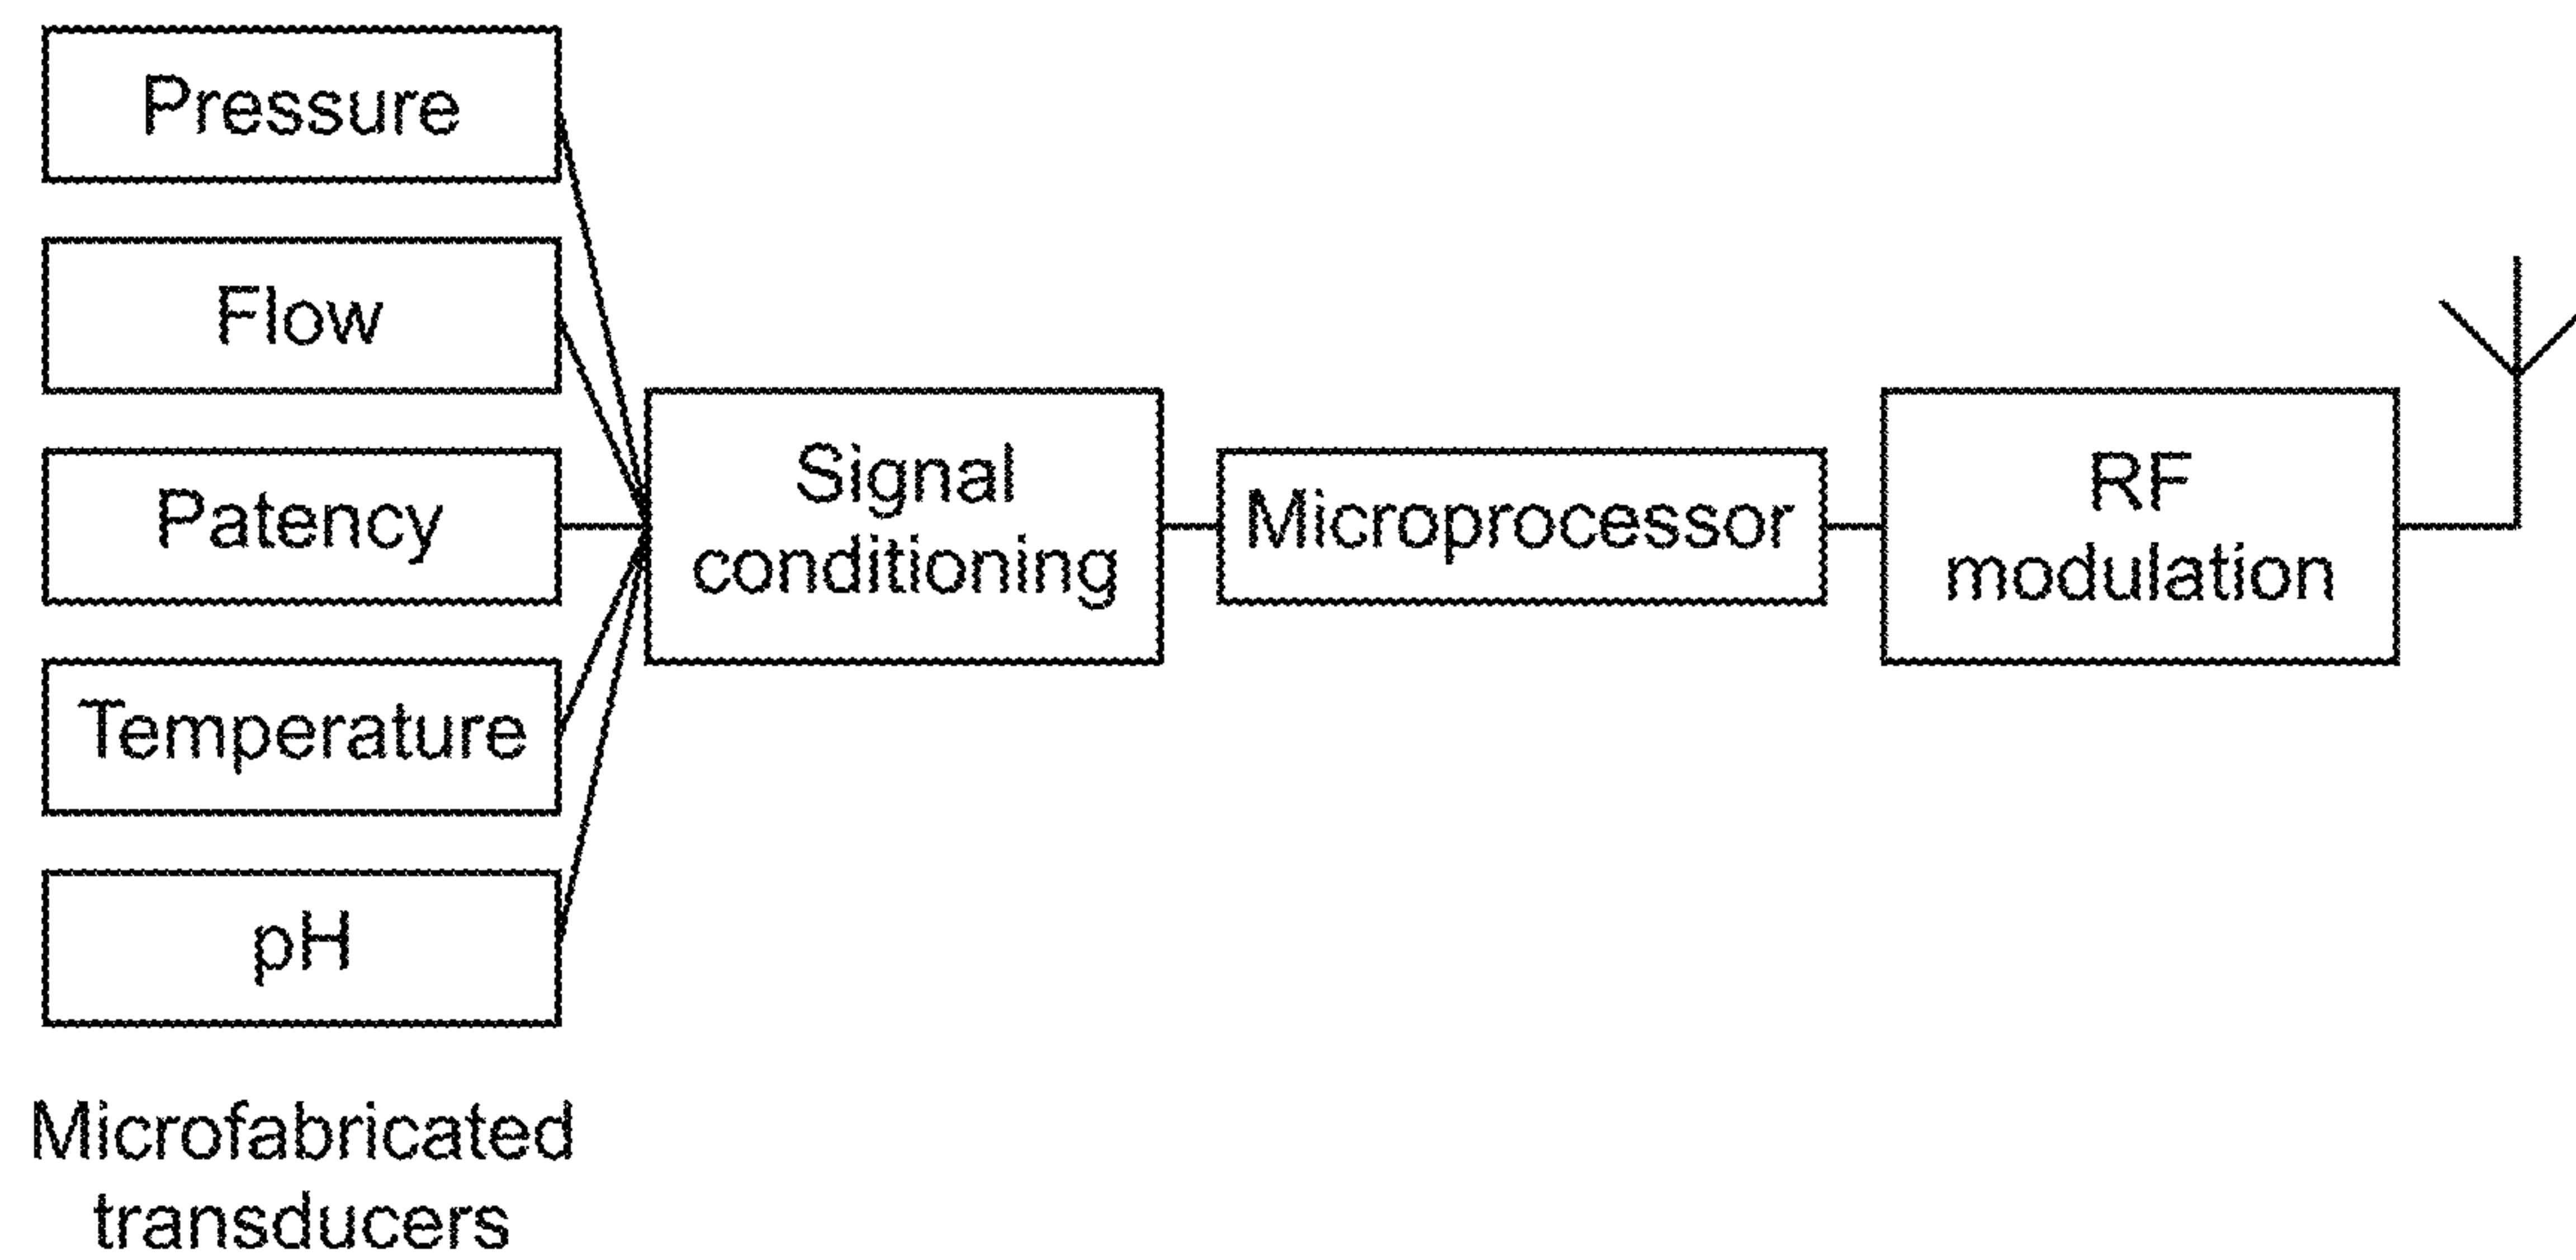 Pressure
Flow
Patency
Temperature
pH
Microfabricated
transducers
Signal
conditioning
Microprocessor
RF
modulation